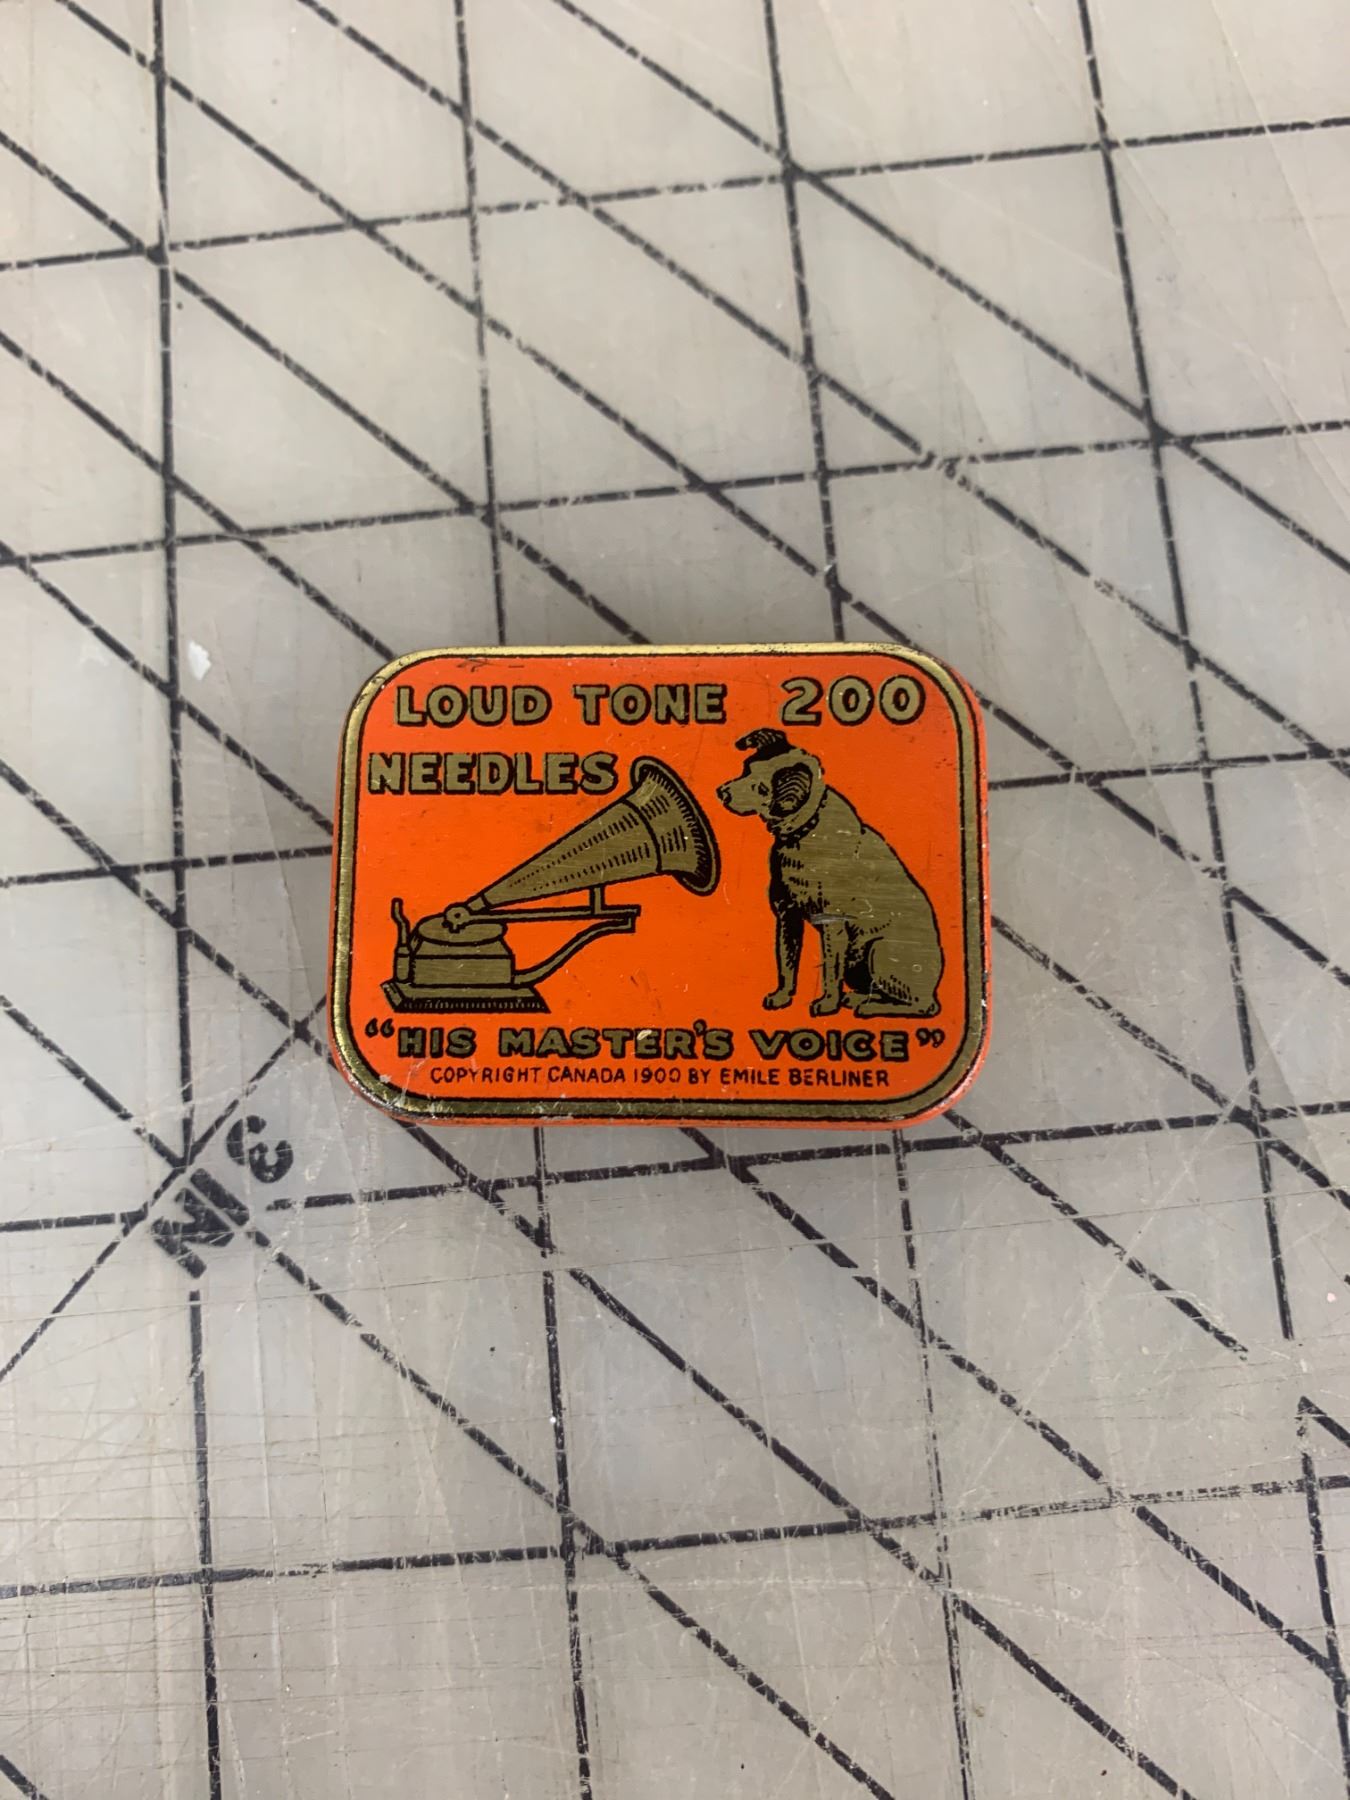 LOUD TONE 200
NEEDLES
"HIS MASTER'S VOICE"
COPYRIGHT CANADA 1900 BY EMILE BERLINER